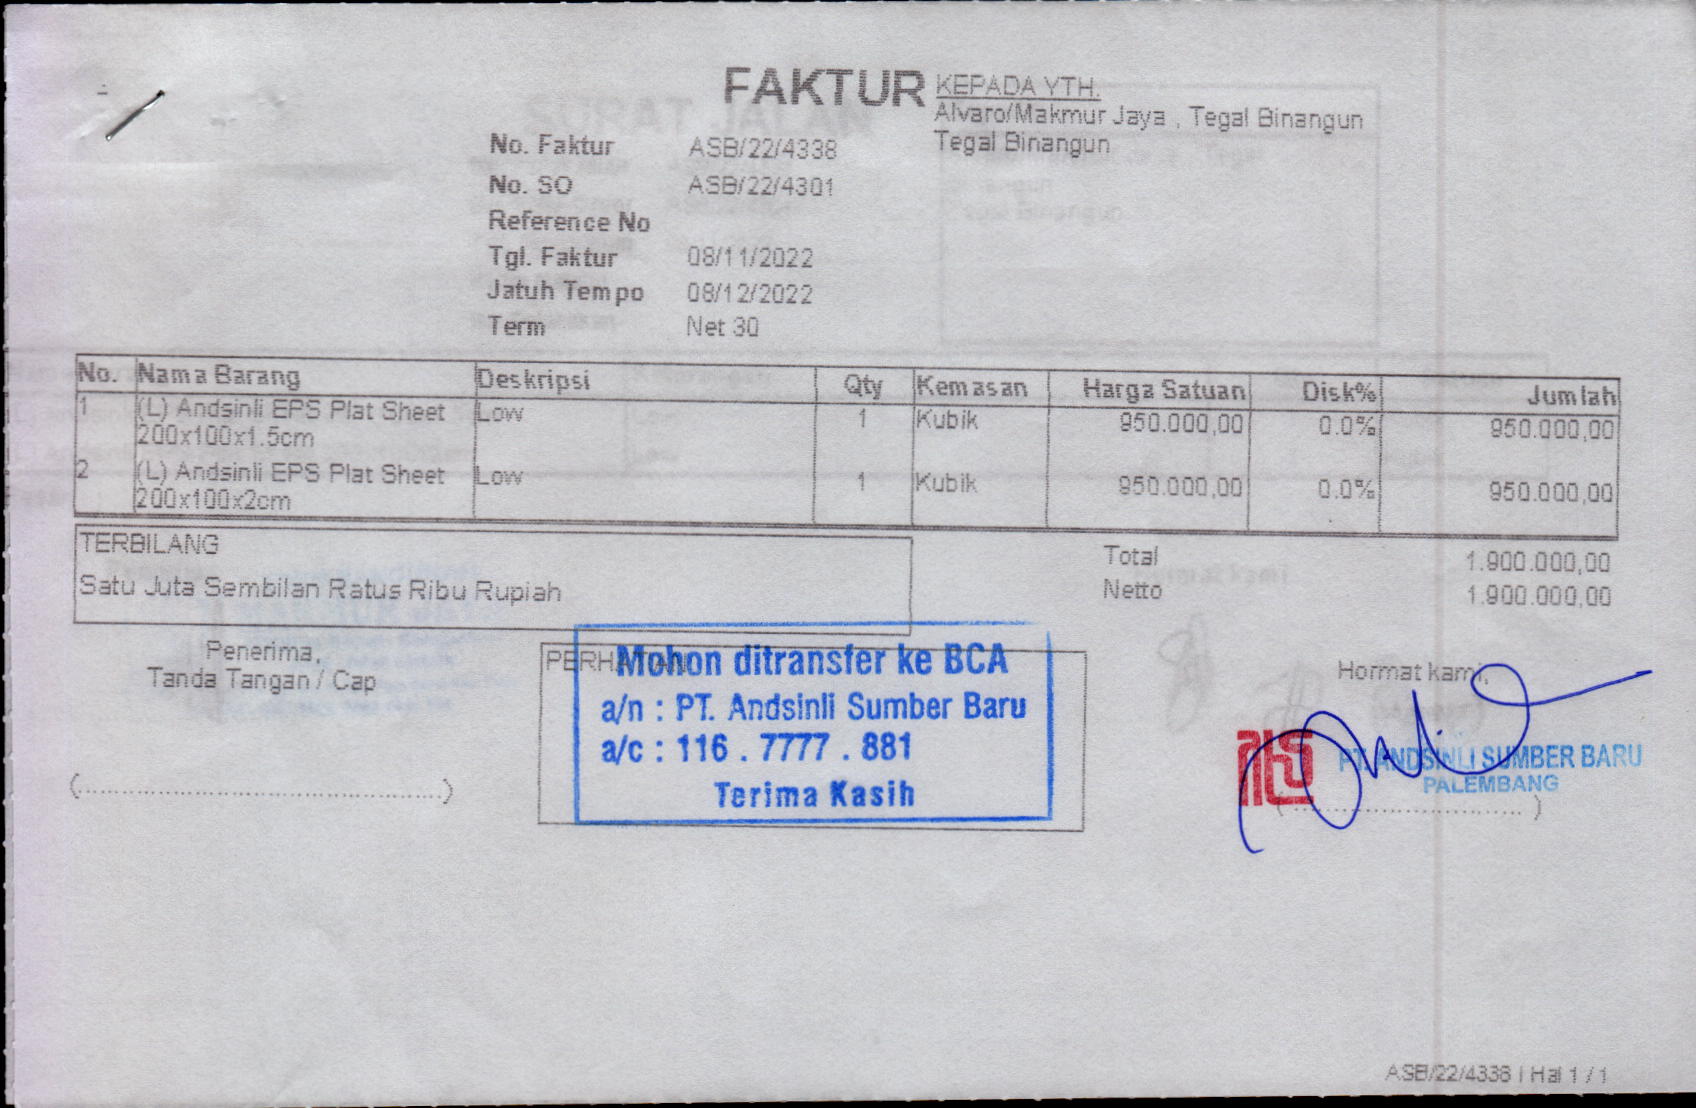 FAKTUR
KEPADA YTH.
Alvaro/Makmur Jaya , Tegal Binangun
Tegal Binangun
No. Faktur ASB/22/4338
No. SO ASB/22/4301
Reference No
Tgl. Faktur 08/11/2022
Jatuh Tempo 08/12/2022
Term Net 30
No. Nama Barang Deskripsi Qty Kemasan Harga Satuan Disk% Jumlah
1 (L) Andsinli EPS Plat Sheet Low 1 Kubik 950.000,00 0.0% 950.000,00
200x100x1.5cm
2 (L) Andsinli EPS Plat Sheet Low 1 Kubik 950.000,00 0.0% 950.000,00
200x100x2cm
TERBILANG
Satu Juta Sembilan Ratus Ribu Rupiah
Total 1.900.000,00
Netto 1.900.000,00
Penerima,
Tanda Tangan / Cap
(..............................................)
Mohon ditransfer ke BCA
a/n : PT. Andsinli Sumber Baru
a/c : 116 . 7777 . 881
Terima Kasih
Hormat kami,
PT. ANDSINLI SUMBER BARU
PALEMBANG
(..............................)
ASB/22/4338 | Hal 1 / 1